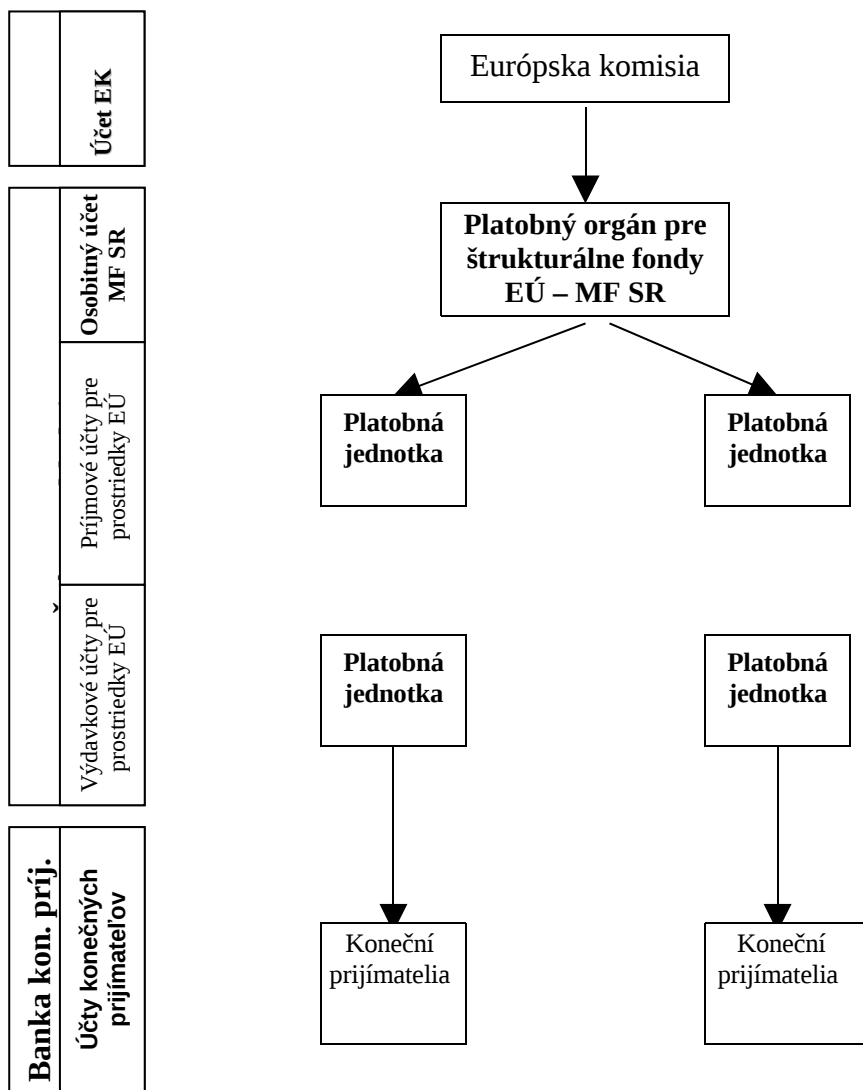 Účet EK
Európska komisia
Osobitný účet
MF SR
Platobný orgán pre
štrukturálne fondy
EÚ – MF SR
Príjmové účty pre
prostriedky EÚ
Platobná
jednotka
Platobná
jednotka
Výdavkové účty pre
prostriedky EÚ
Platobná
jednotka
Platobná
jednotka
Banka kon. príj.
Účty konečných
prijímateľov
Koneční
prijímatelia
Koneční
prijímatelia